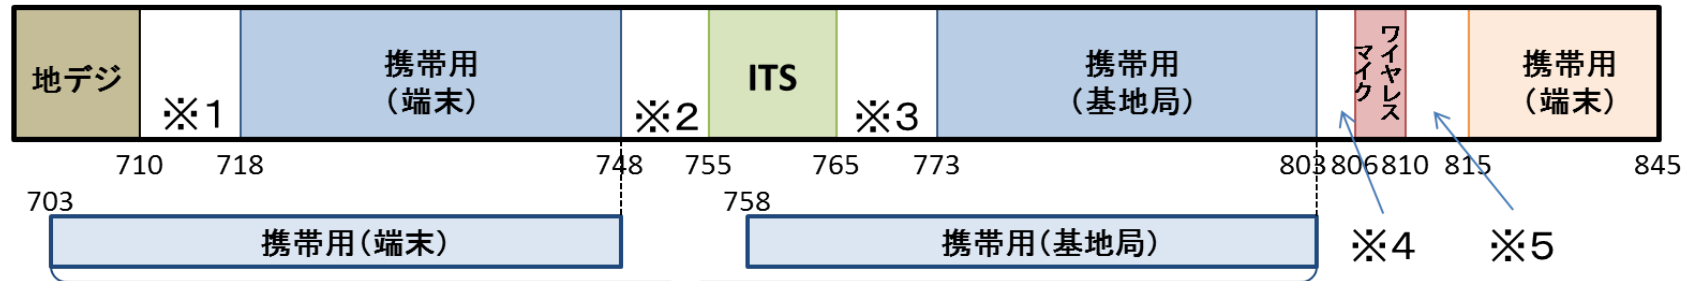 地デジ
※1
携帯用
（端末）
※2
ITS
※3
携帯用
（基地局）
ワイヤレス
マイク
携帯用
（端末）
710
718
748
755
765
773
803
806
810
815
845
703
758
携帯用（端末）
携帯用（基地局）
※4
※5